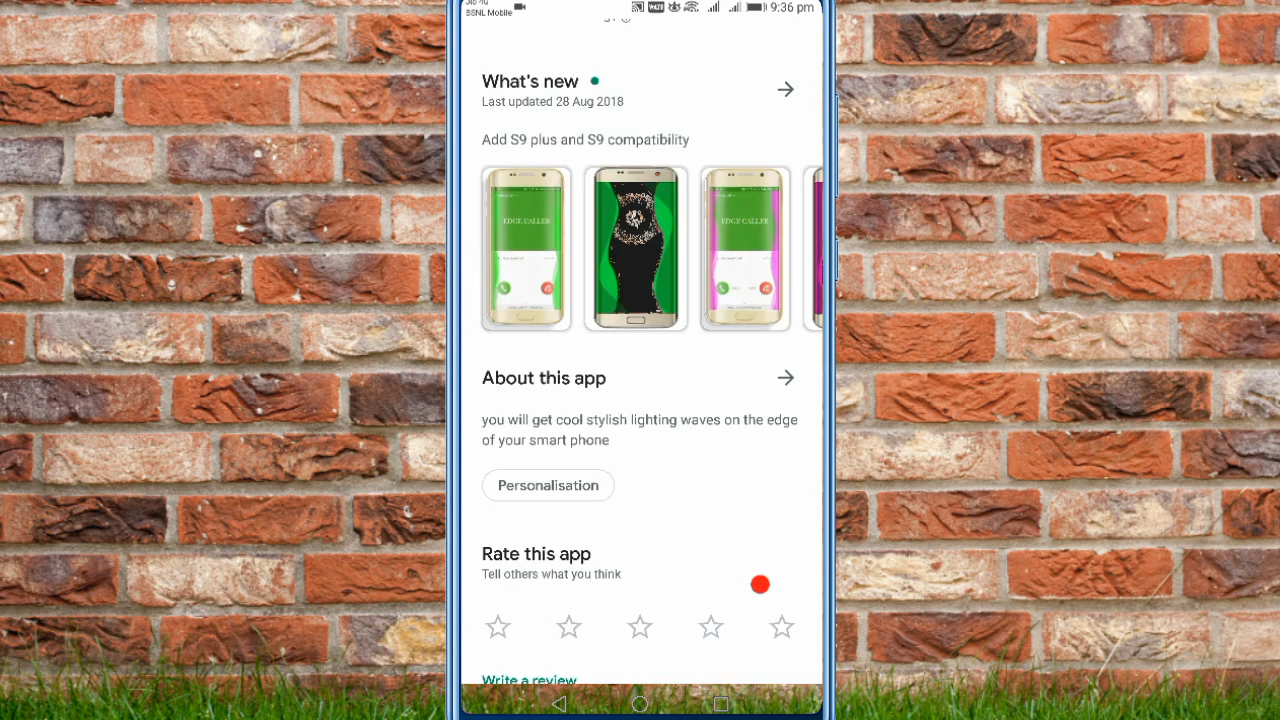 BSNL Mobile
VoLTE
9:36 pm
What's new
Last updated 28 Aug 2018
Add S9 plus and S9 compatibility
EDGE CALLER
EDGE CALLER
About this app
you will get cool stylish lighting waves on the edge
of your smart phone
Personalisation
Rate this app
Tell others what you think
Write a review